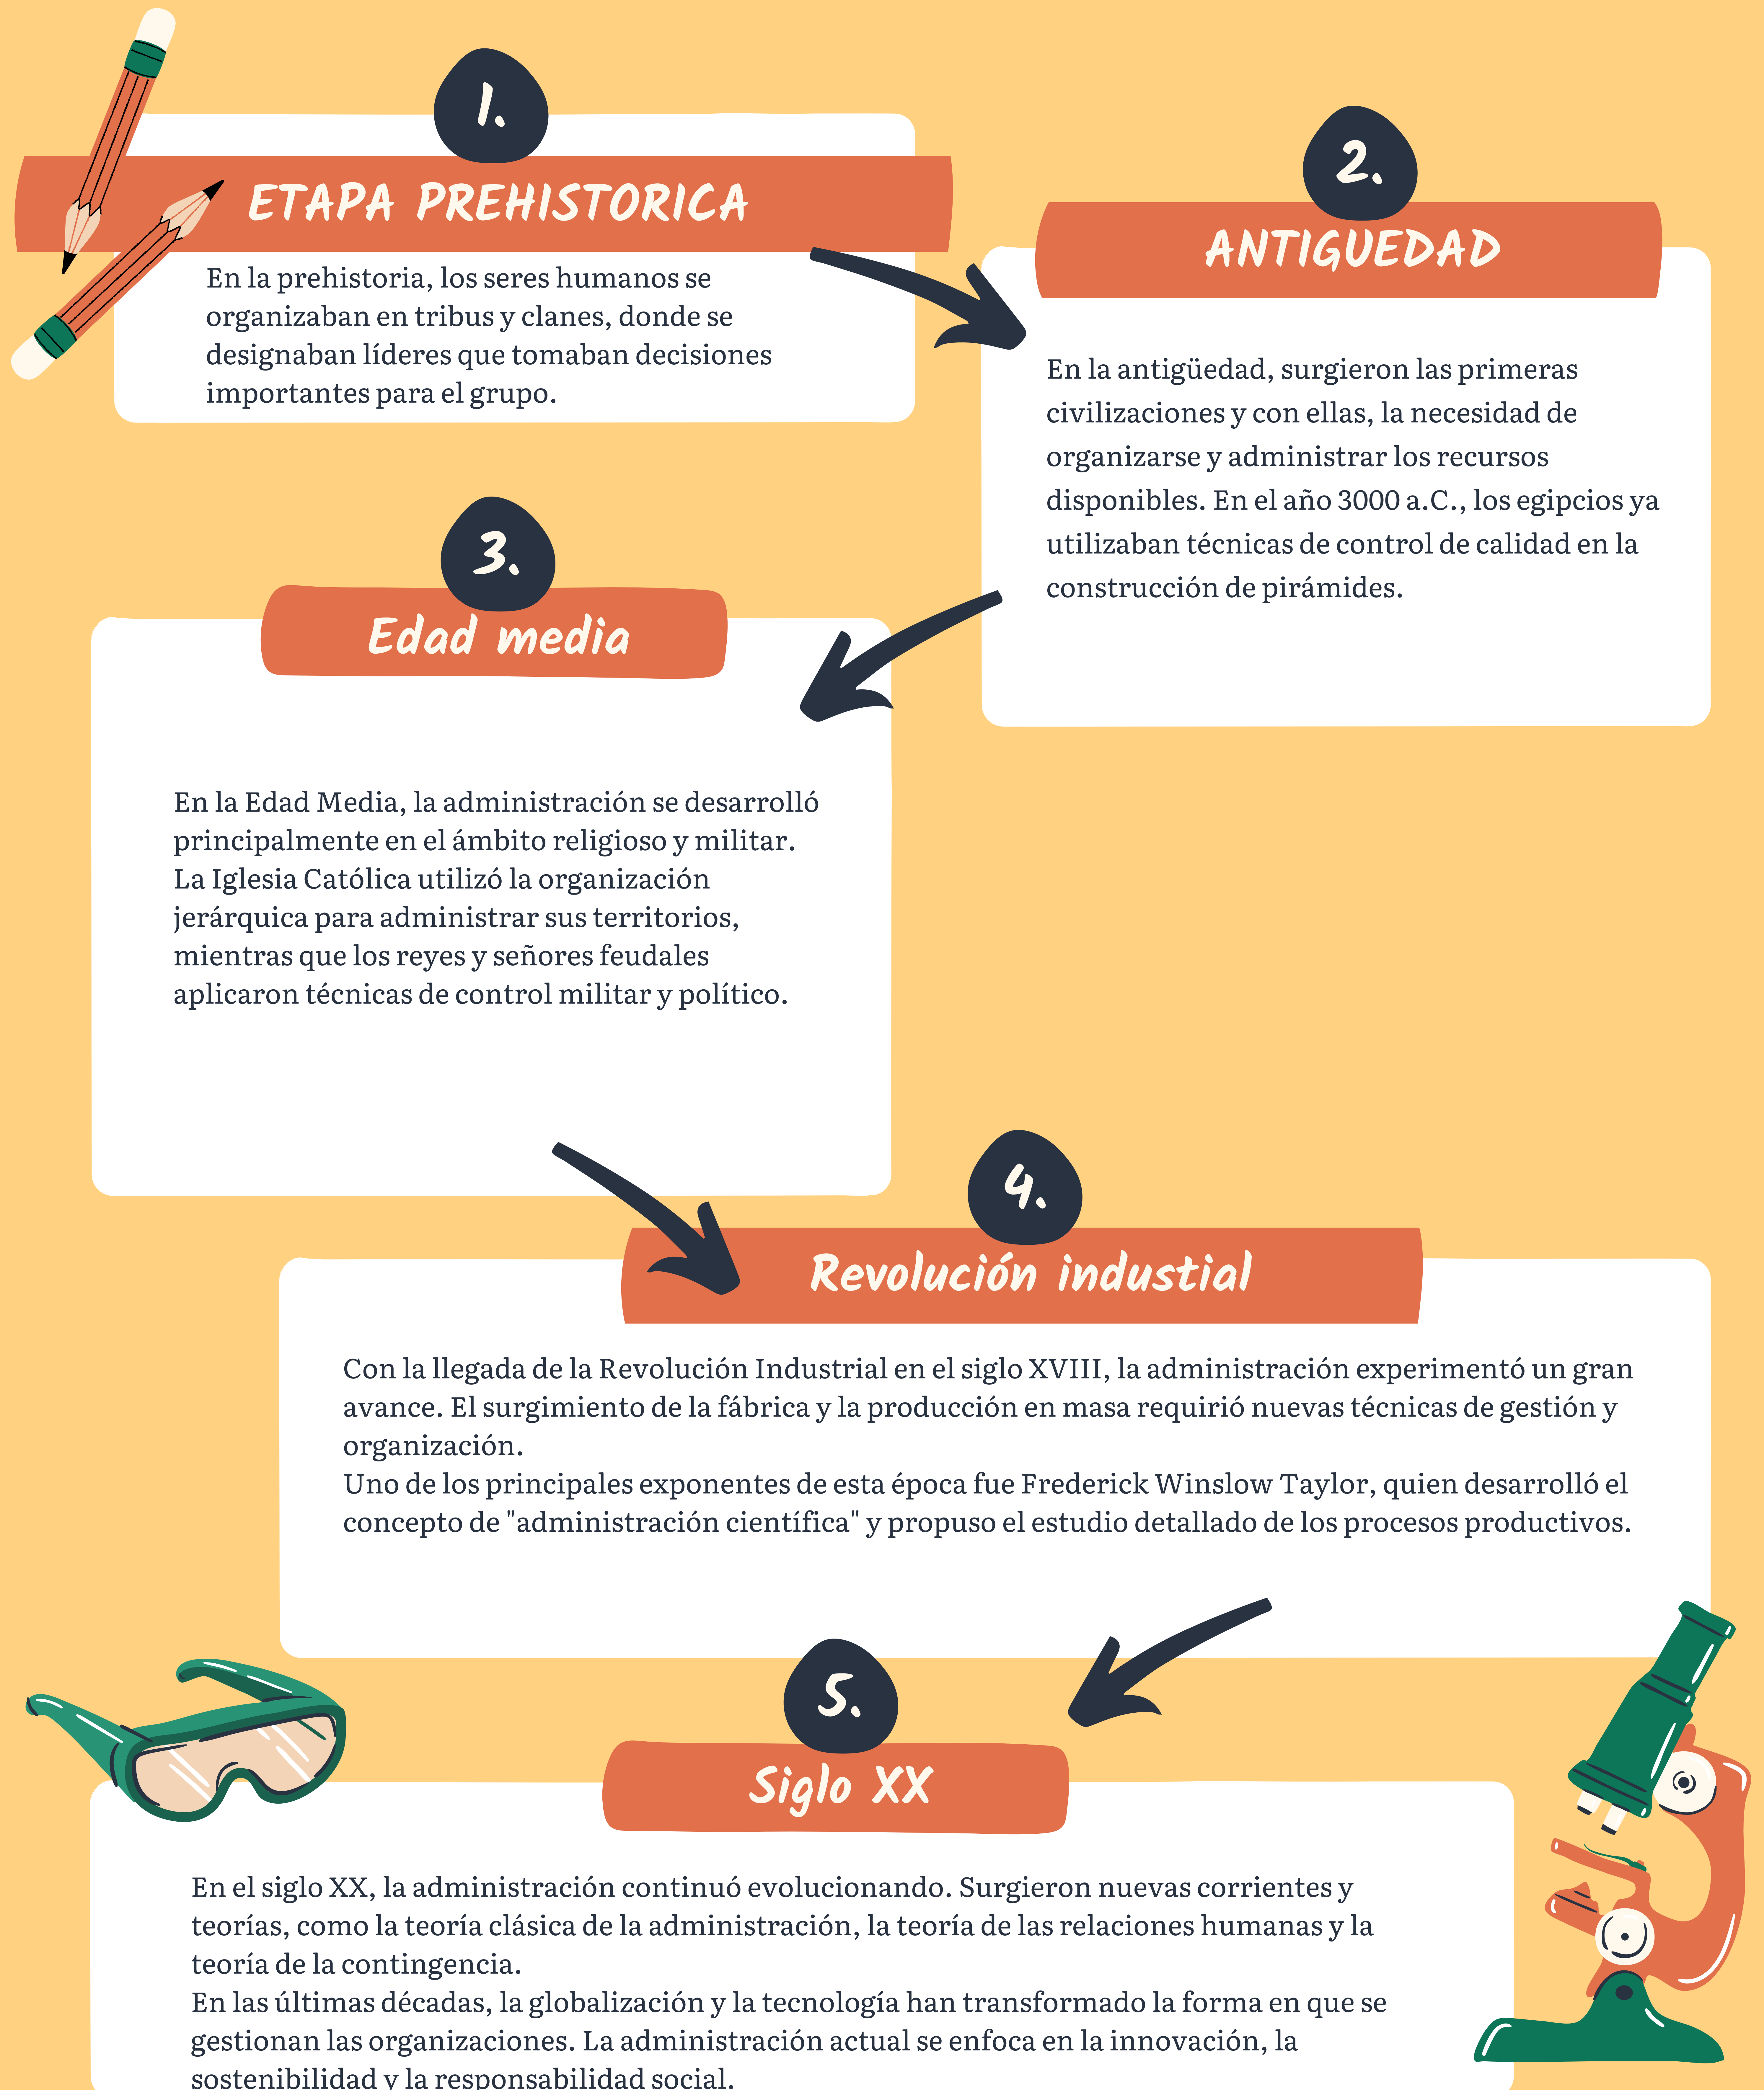 1.
ETAPA PREHISTORICA
En la prehistoria, los seres humanos se
organizaban en tribus y clanes, donde se
designaban líderes que tomaban decisiones
importantes para el grupo.
2.
ANTIGUEDAD
En la antigüedad, surgieron las primeras
civilizaciones y con ellas, la necesidad de
organizarse y administrar los recursos
disponibles. En el año 3000 a.C., los egipcios ya
utilizaban técnicas de control de calidad en la
construcción de pirámides.
3.
Edad media
En la Edad Media, la administración se desarrolló
principalmente en el ámbito religioso y militar.
La Iglesia Católica utilizó la organización
jerárquica para administrar sus territorios,
mientras que los reyes y señores feudales
aplicaron técnicas de control militar y político.
4.
Revolución industial
Con la llegada de la Revolución Industrial en el siglo XVIII, la administración experimentó un gran
avance. El surgimiento de la fábrica y la producción en masa requirió nuevas técnicas de gestión y
organización.
Uno de los principales exponentes de esta época fue Frederick Winslow Taylor, quien desarrolló el
concepto de "administración científica" y propuso el estudio detallado de los procesos productivos.
5.
Siglo XX
En el siglo XX, la administración continuó evolucionando. Surgieron nuevas corrientes y
teorías, como la teoría clásica de la administración, la teoría de las relaciones humanas y la
teoría de la contingencia.
En las últimas décadas, la globalización y la tecnología han transformado la forma en que se
gestionan las organizaciones. La administración actual se enfoca en la innovación, la
sostenibilidad y la responsabilidad social.